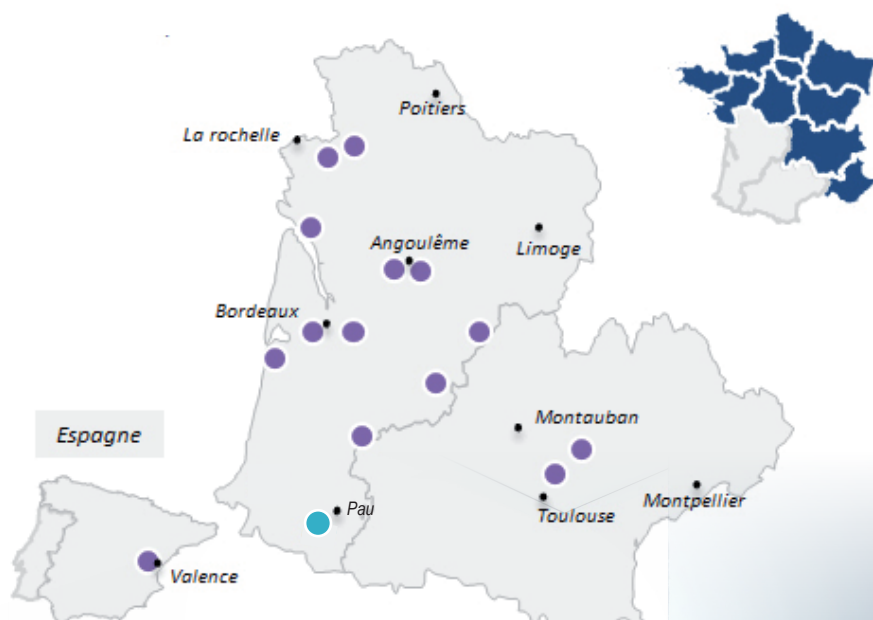 Poitiers
La rochelle
Angoulême
Limoge
Bordeaux
Espagne
Montauban
Montpellier
Pau
Toulouse
Valence